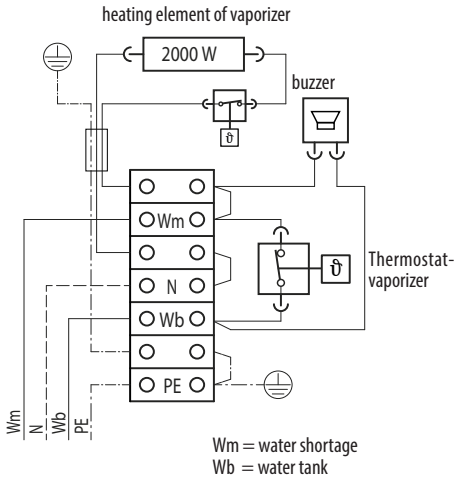 heating element of vaporizer
2000 W
buzzer
ϑ
Wm
Thermostat-
vaporizer
ϑ
N
Wb
PE
Wm
N
Wb
PE
Wm = water shortage
Wb = water tank